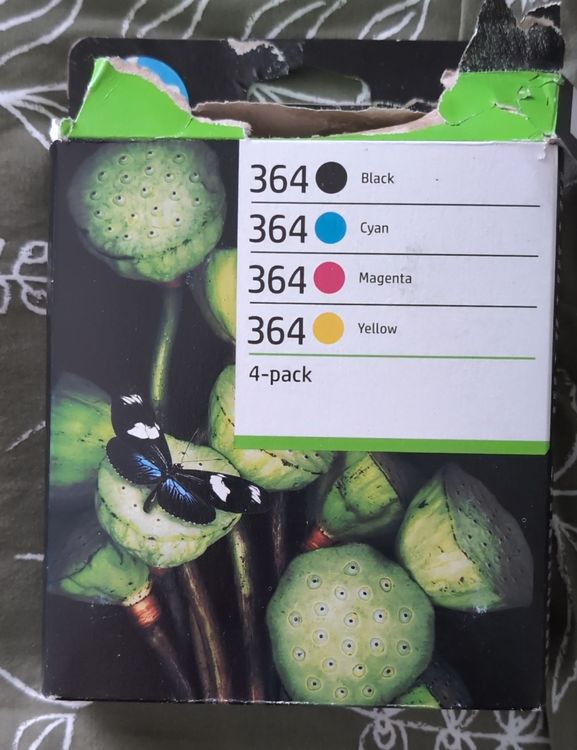 364 Black
364 Cyan
364 Magenta
364 Yellow
4-pack